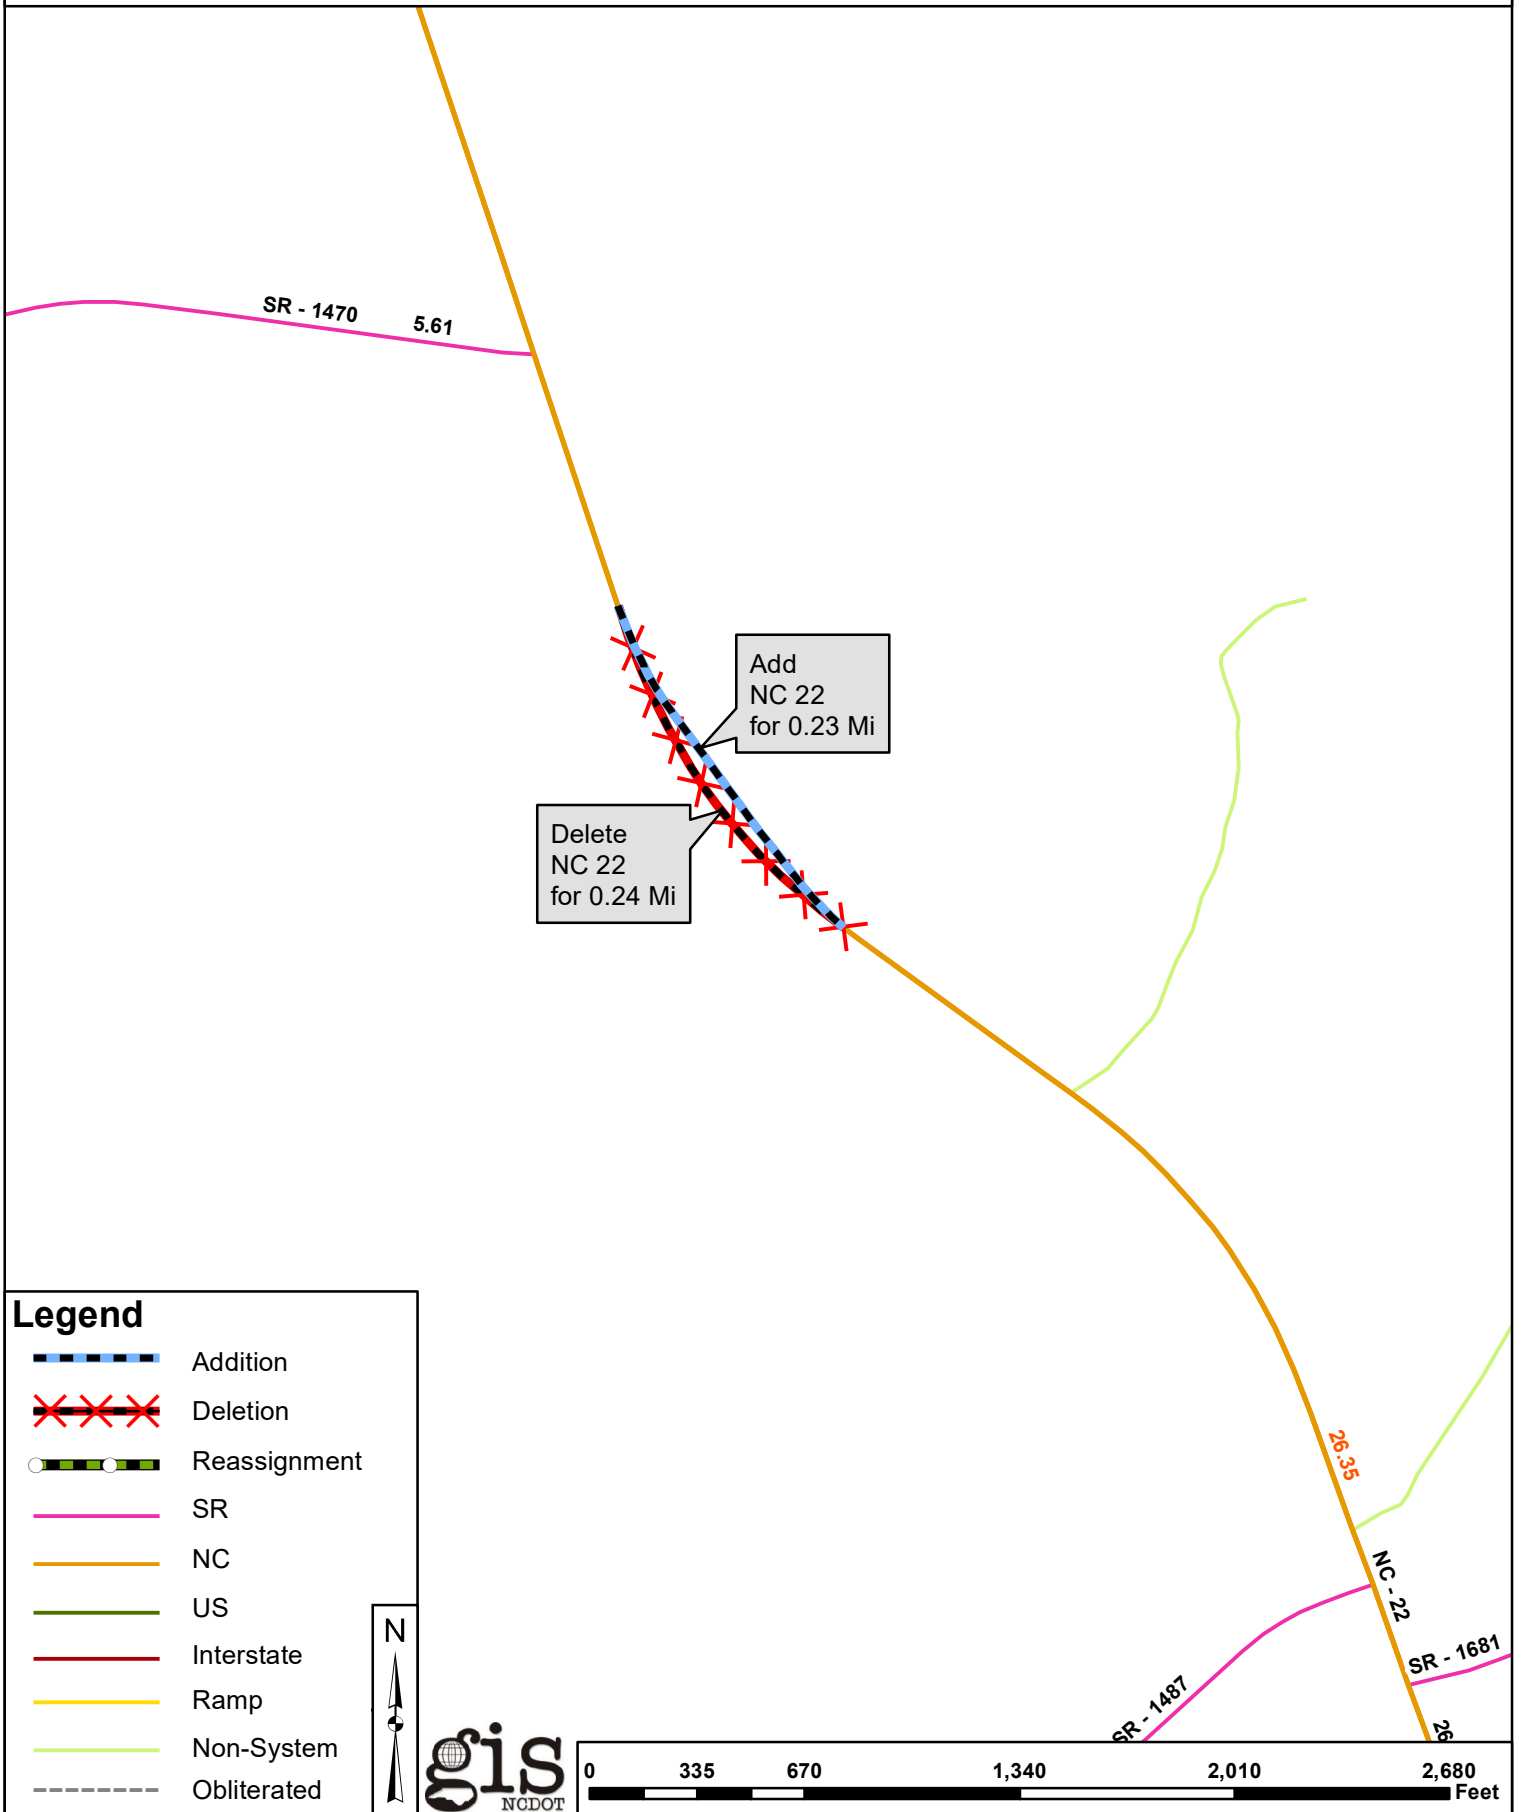 SR - 1470
5.61
Add
NC 22
for 0.23 Mi
Delete
NC 22
for 0.24 Mi
26.35
NC - 22
SR - 1681
SR - 1487
26
Legend
Addition
Deletion
Reassignment
SR
NC
US
Interstate
Ramp
Non-System
Obliterated
N
gis
NCDOT
0 335 670 1,340 2,010 2,680
Feet